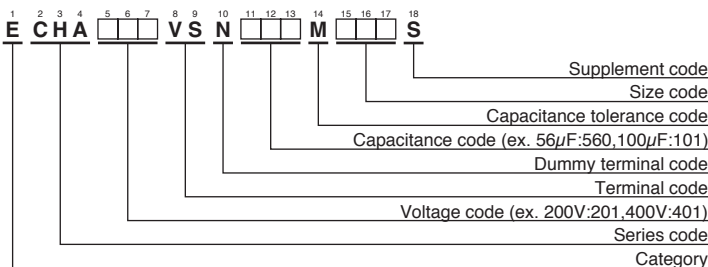 1 2 3 4 5 6 7 8 9 10 11 12 13 14 15 16 17 18
E CHA □□□ VS N □□□ M □□□ S
Supplement code
Size code
Capacitance tolerance code
Capacitance code (ex. 56µF:560,100µF:101)
Dummy terminal code
Terminal code
Voltage code (ex. 200V:201,400V:401)
Series code
Category